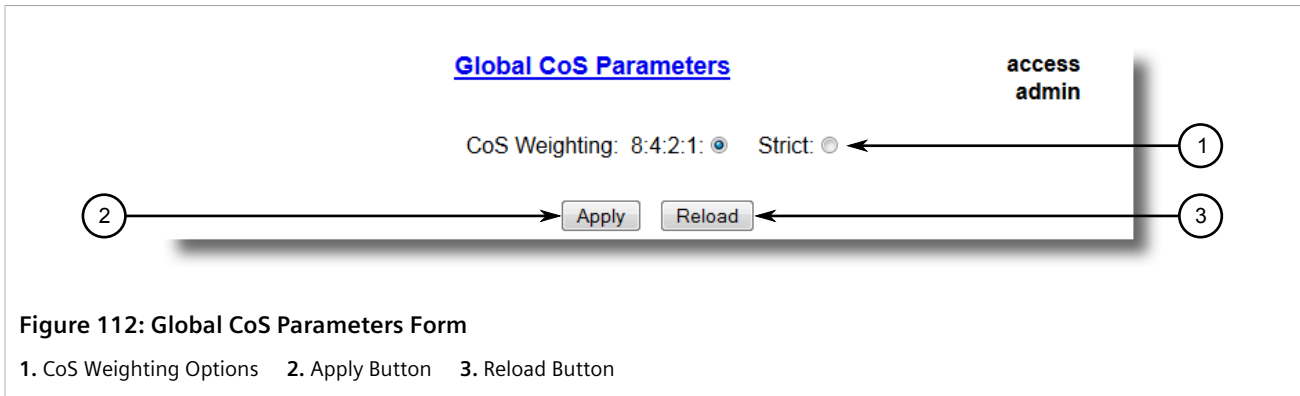 Global CoS Parameters
access
admin
CoS Weighting: 8:4:2:1: Strict:
1
2
Apply Reload
3
Figure 112: Global CoS Parameters Form
1. CoS Weighting Options 2. Apply Button 3. Reload Button